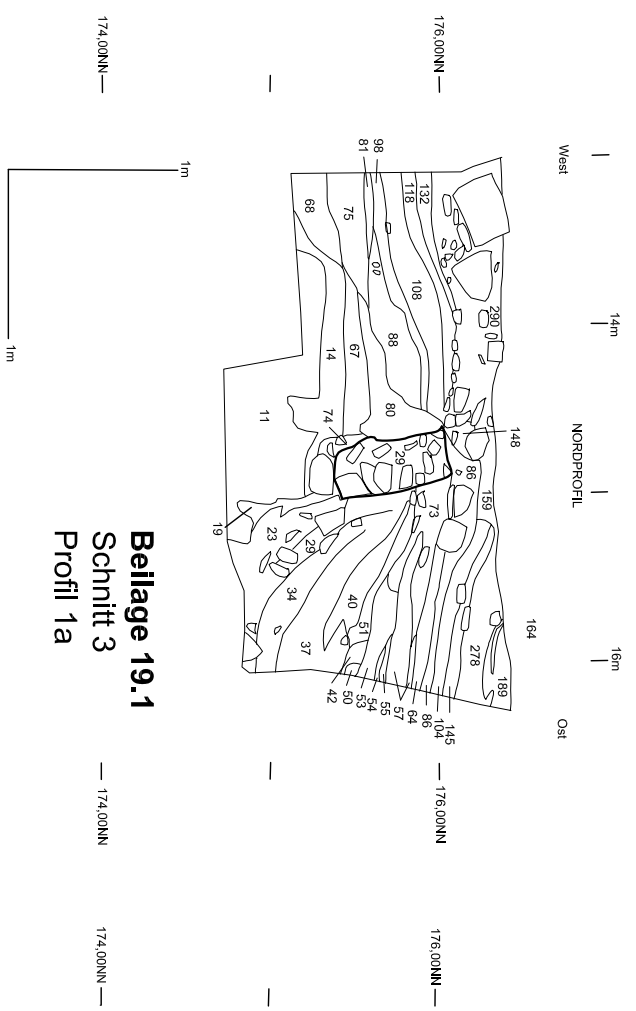 14m
16m
West
NORDPROFIL
Ost
164
148
290
189
159
278
86
145
176,00NN
176,00NN
176,00NN
104
132
73
86
118
108
64
57
29
88
80
55
98
54
81
51
53
75
67
40
50
14
74
42
68
29
37
34
11
23
19
1m
174,00NN
174,00NN
174,00NN
1m
Beilage 19.1
Schnitt 3
Profil 1a